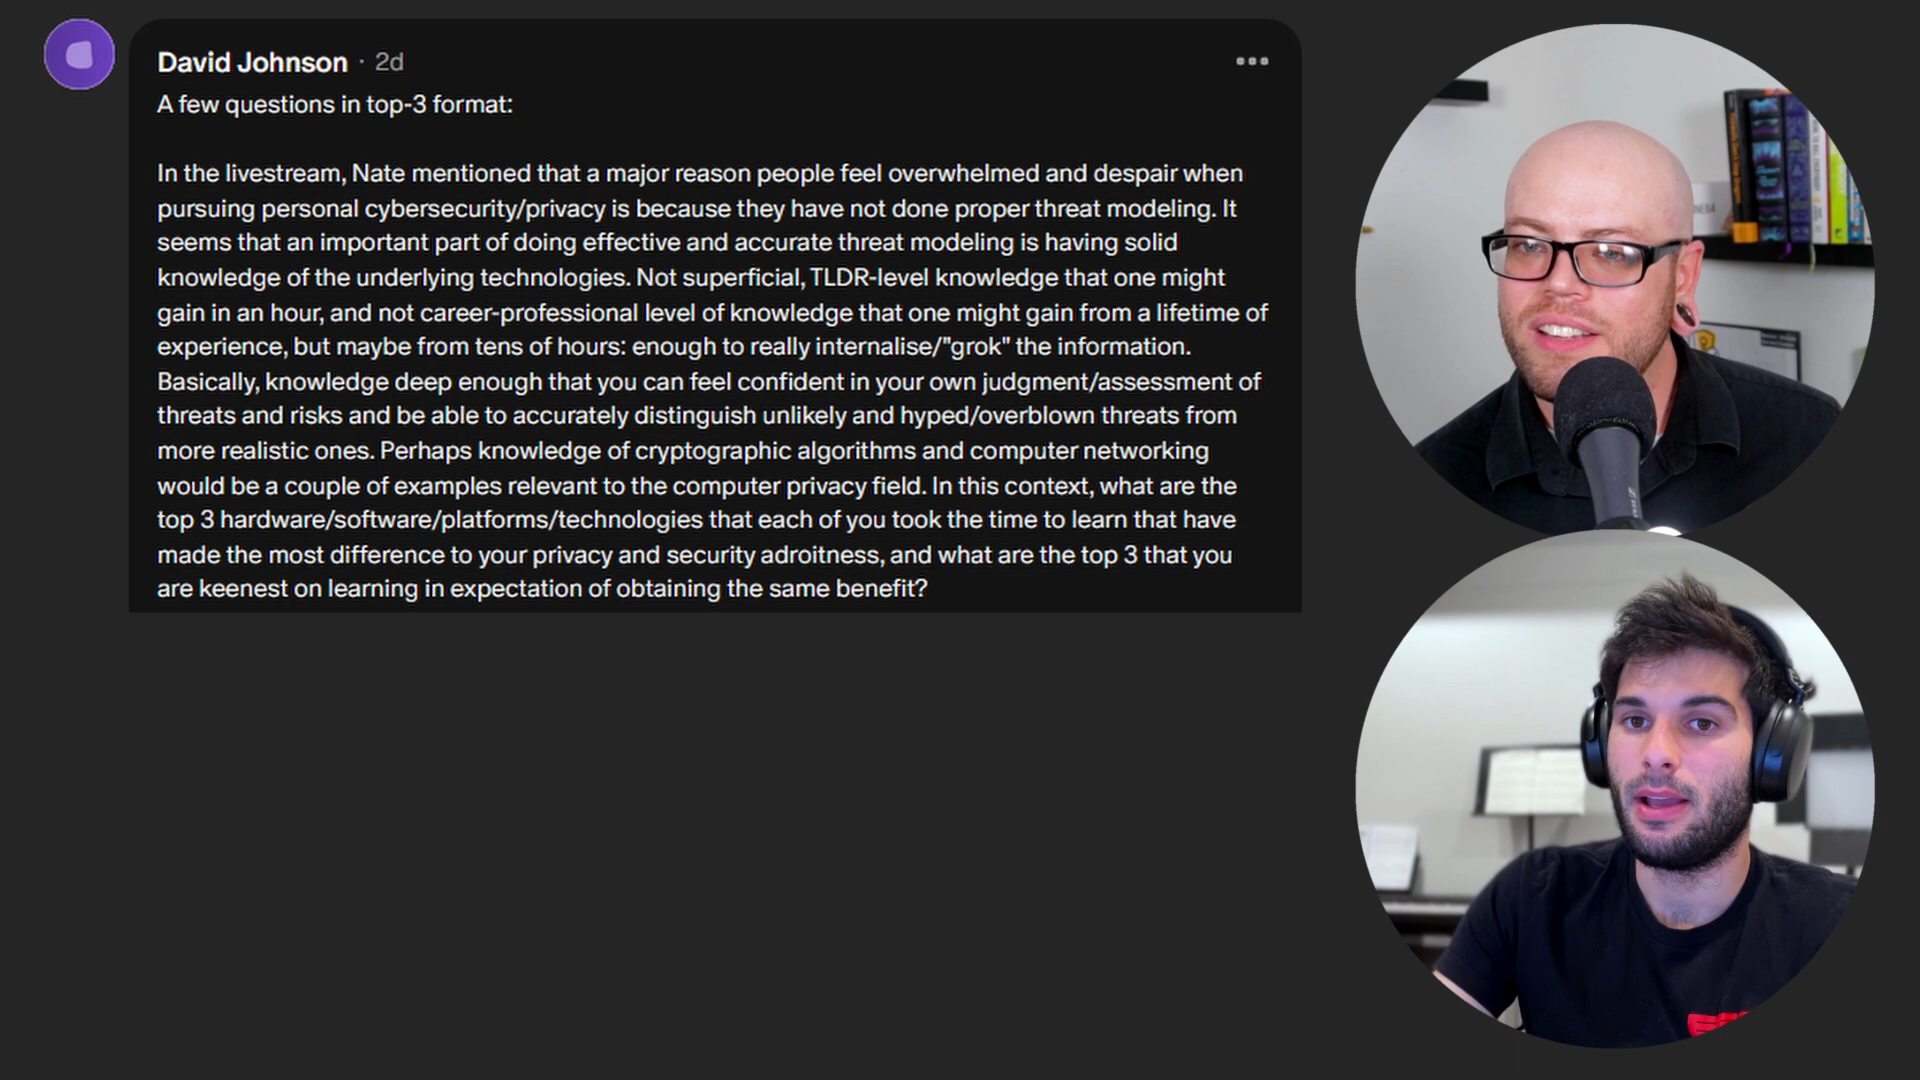 David Johnson · 2d
A few questions in top-3 format:
In the livestream, Nate mentioned that a major reason people feel overwhelmed and despair when
pursuing personal cybersecurity/privacy is because they have not done proper threat modeling. It
seems that an important part of doing effective and accurate threat modeling is having solid
knowledge of the underlying technologies. Not superficial, TLDR-level knowledge that one might
gain in an hour, and not career-professional level of knowledge that one might gain from a lifetime of
experience, but maybe from tens of hours: enough to really internalise/"grok" the information.
Basically, knowledge deep enough that you can feel confident in your own judgment/assessment of
threats and risks and be able to accurately distinguish unlikely and hyped/overblown threats from
more realistic ones. Perhaps knowledge of cryptographic algorithms and computer networking
would be a couple of examples relevant to the computer privacy field. In this context, what are the
top 3 hardware/software/platforms/technologies that each of you took the time to learn that have
made the most difference to your privacy and security adroitness, and what are the top 3 that you
are keenest on learning in expectation of obtaining the same benefit?